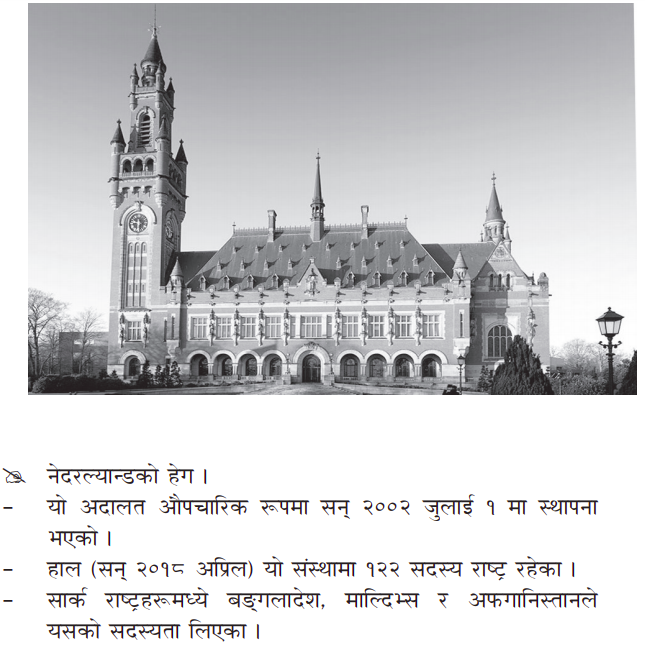 नेदरल्यान्डको हेग ।
– यो अदालत औपचारिक रूपमा सन् २००२ जुलाई १ मा स्थापना
भएको ।
– हाल (सन् २०१८ अप्रिल) यो संस्थामा १२२ सदस्य राष्ट्र रहेका ।
– सार्क राष्ट्रहरूमध्ये बङ्गलादेश, माल्दिभ्स र अफगानिस्तानले
यसको सदस्यता लिएका ।